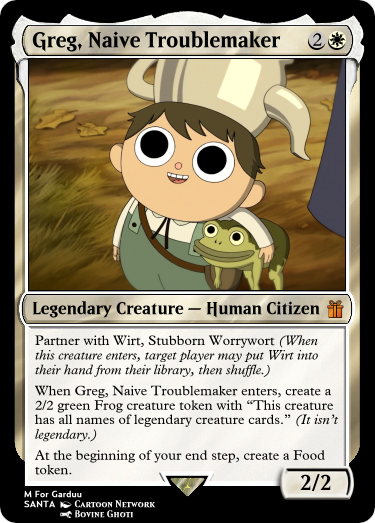 Greg, Naive Troublemaker 2
Legendary Creature — Human Citizen
Partner with Wirt, Stubborn Worrywort (When
this creature enters, target player may put Wirt into
their hand from their library, then shuffle.)
When Greg, Naive Troublemaker enters, create a
2/2 green Frog creature token with “This creature
has all names of legendary creature cards.” (It isn’t
legendary.)
At the beginning of your end step, create a Food
token.
2/2
M For Garduu
SANTA Cartoon Network
Bovine Ghoti